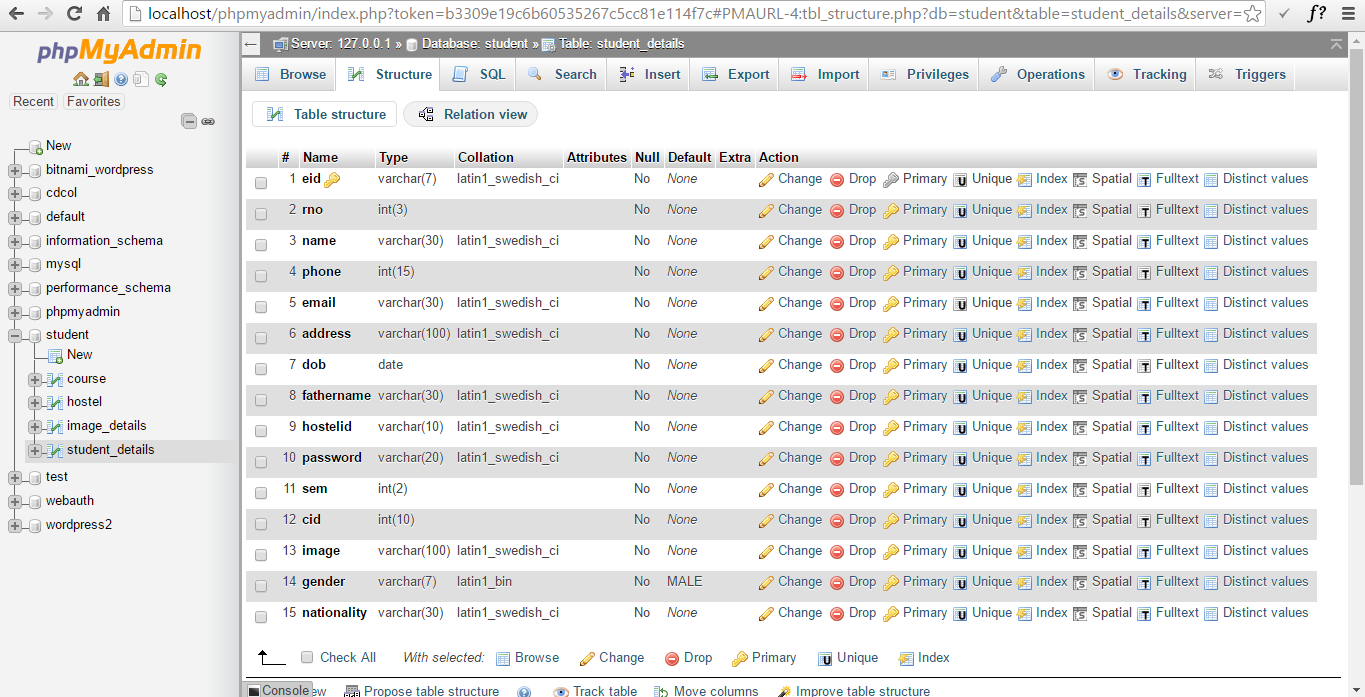 localhost/phpmyadmin/index.php?token=b3309e19c6b60535267c5cc81e114f7c#PMAURL-4:tbl_structure.php?db=student&table=student_details&server=
f?
phpMyAdmin
Recent Favorites
New
bitnami_wordpress
cdcol
default
information_schema
mysql
performance_schema
phpmyadmin
student
New
course
hostel
image_details
student_details
test
webauth
wordpress2
Server: 127.0.0.1 » Database: student » Table: student_details
Browse Structure SQL Search Insert Export Import Privileges Operations Tracking Triggers
Table structure Relation view
# Name Type Collation Attributes Null Default Extra Action
1 eid varchar(7) latin1_swedish_ci No None Change Drop Primary Unique Index Spatial Fulltext Distinct values
2 rno int(3) No None Change Drop Primary Unique Index Spatial Fulltext Distinct values
3 name varchar(30) latin1_swedish_ci No None Change Drop Primary Unique Index Spatial Fulltext Distinct values
4 phone int(15) No None Change Drop Primary Unique Index Spatial Fulltext Distinct values
5 email varchar(30) latin1_swedish_ci No None Change Drop Primary Unique Index Spatial Fulltext Distinct values
6 address varchar(100) latin1_swedish_ci No None Change Drop Primary Unique Index Spatial Fulltext Distinct values
7 dob date No None Change Drop Primary Unique Index Spatial Fulltext Distinct values
8 fathername varchar(30) latin1_swedish_ci No None Change Drop Primary Unique Index Spatial Fulltext Distinct values
9 hostelid varchar(10) latin1_swedish_ci No None Change Drop Primary Unique Index Spatial Fulltext Distinct values
10 password varchar(20) latin1_swedish_ci No None Change Drop Primary Unique Index Spatial Fulltext Distinct values
11 sem int(2) No None Change Drop Primary Unique Index Spatial Fulltext Distinct values
12 cid int(10) No None Change Drop Primary Unique Index Spatial Fulltext Distinct values
13 image varchar(100) latin1_swedish_ci No None Change Drop Primary Unique Index Spatial Fulltext Distinct values
14 gender varchar(7) latin1_bin No MALE Change Drop Primary Unique Index Spatial Fulltext Distinct values
15 nationality varchar(30) latin1_swedish_ci No None Change Drop Primary Unique Index Spatial Fulltext Distinct values
Check All With selected: Browse Change Drop Primary Unique Index
Console Propose table structure Track table Move columns Improve table structure